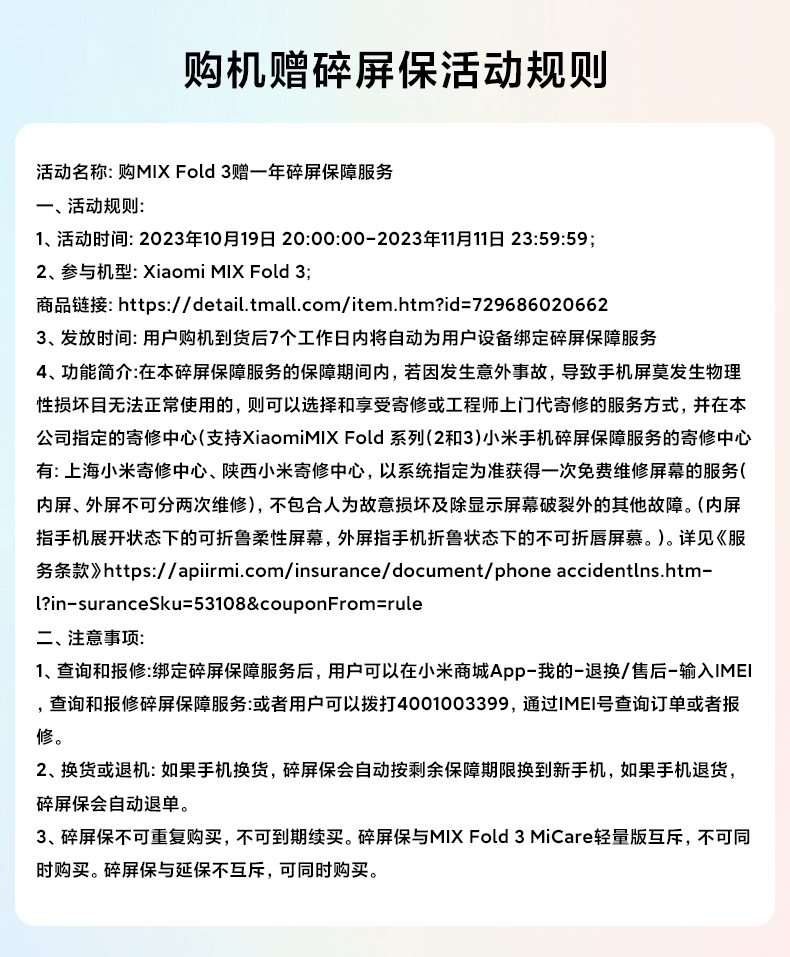 购机赠碎屏保活动规则
活动名称: 购MIX Fold 3赠一年碎屏保障服务
一、活动规则:
1、活动时间: 2023年10月19日 20:00:00-2023年11月11日 23:59:59;
2、参与机型: Xiaomi MIX Fold 3;
商品链接: https://detail.tmall.com/item.htm?id=729686020662
3、发放时间: 用户购机到货后7个工作日内将自动为用户设备绑定碎屏保障服务
4、功能简介:在本碎屏保障服务的保障期间内, 若因发生意外事故, 导致手机屏莫发生物理
性损坏目无法正常使用的, 则可以选择和享受寄修或工程师上门代寄修的服务方式, 并在本
公司指定的寄修中心(支持XiaomiMIX Fold 系列(2和3)小米手机碎屏保障服务的寄修中心
有: 上海小米寄修中心、陕西小米寄修中心, 以系统指定为准获得一次免费维修屏幕的服务(
内屏、外屏不可分两次维修), 不包合人为故意损坏及除显示屏幕破裂外的其他故障。(内屏
指手机展开状态下的可折鲁柔性屏幕, 外屏指手机折鲁状态下的不可折唇屏慕。)。详见《服
务条款》https://apiirmi.com/insurance/document/phone accidentlns.htm-
l?in-suranceSku=53108&couponFrom=rule
二、注意事项:
1、查询和报修:绑定碎屏保障服务后, 用户可以在小米商城App-我的-退换/售后-输入IMEI
, 查询和报修碎屏保障服务:或者用户可以拨打4001003399, 通过IMEI号查询订单或者报
修。
2、换货或退机: 如果手机换货, 碎屏保会自动按剩余保障期限换到新手机, 如果手机退货,
碎屏保会自动退单。
3、碎屏保不可重复购买, 不可到期续买。碎屏保与MIX Fold 3 MiCare轻量版互斥, 不可同
时购买。碎屏保与延保不互斥, 可同时购买。